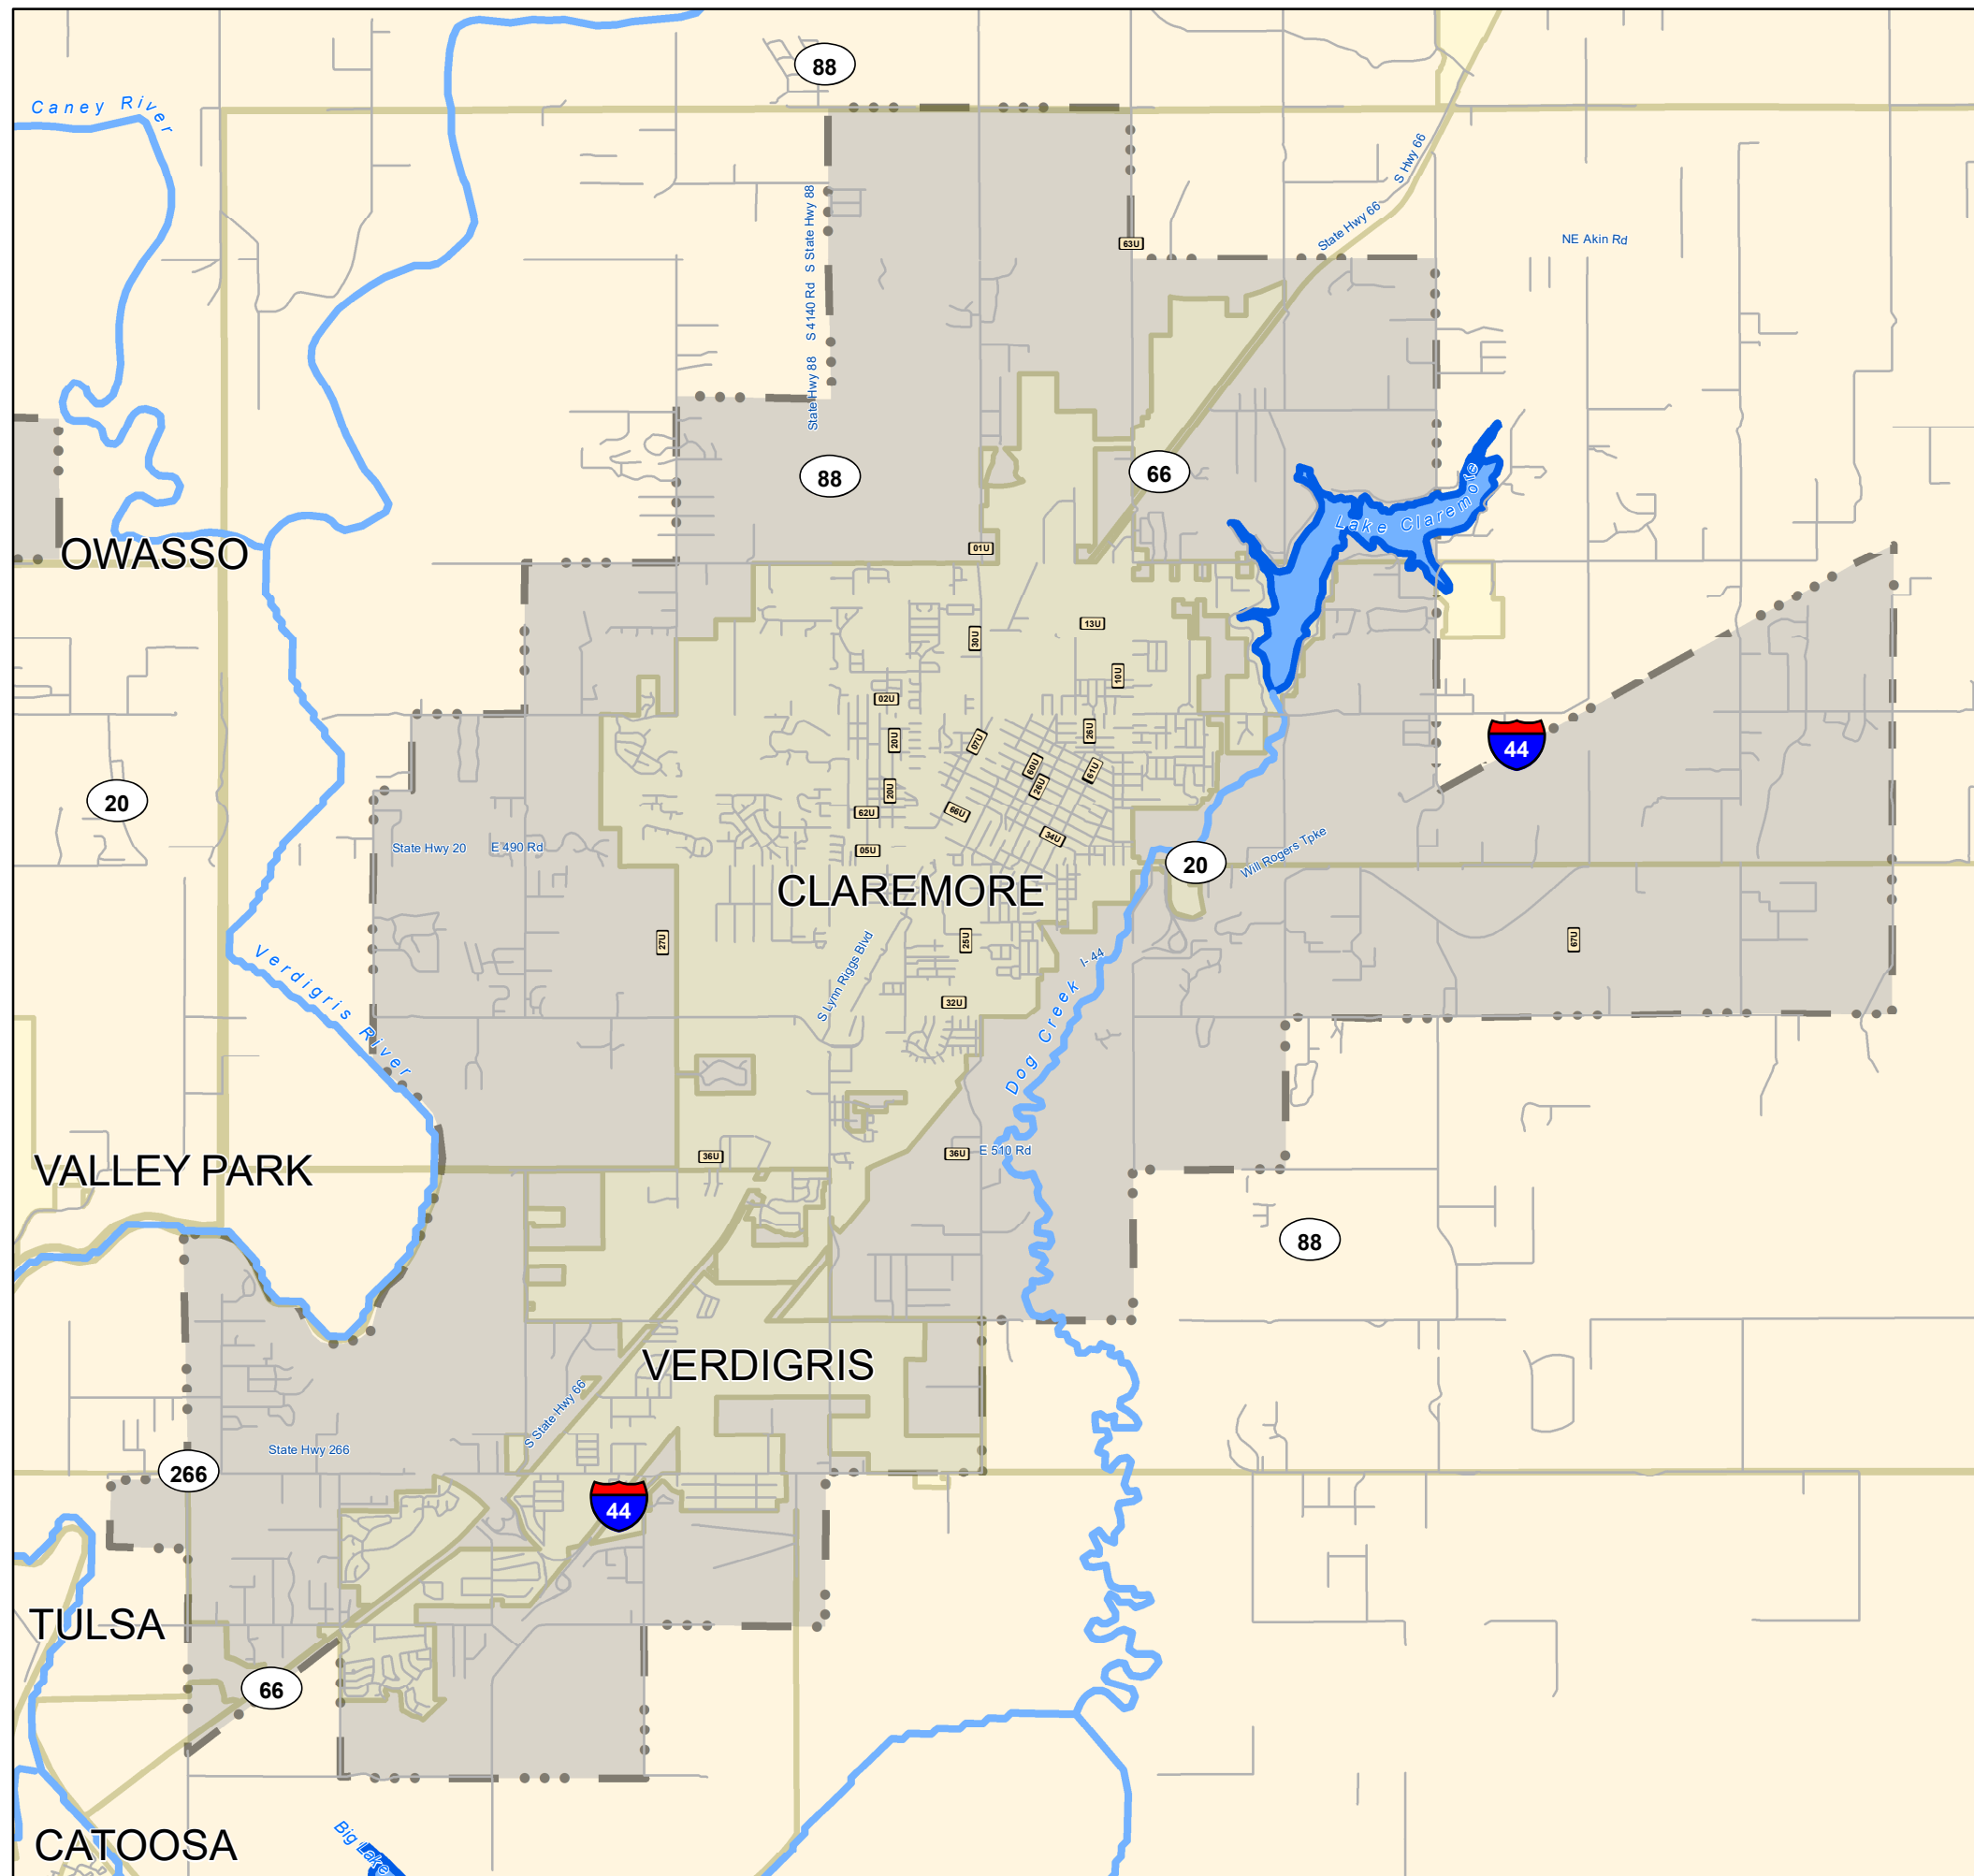 88
Caney River
S Hwy 66
State Hwy 66
NE Akin Rd
63U
S State Hwy 88
S 4140 Rd
State Hwy 88
88
66
Lake Claremore
01U
OWASSO
13U
30U
10U
02U
20U
07U
26U
44
60U
61U
26U
20U
20
62U
66U
34U
State Hwy 20
E 490 Rd
05U
Will Rogers Tpke
20
CLAREMORE
27U
25U
67U
I- 44
S Lynn Riggs Blvd
Verdigris River
32U
Dog Creek
36U
36U
E 510 Rd
VALLEY PARK
88
VERDIGRIS
S State Hwy 66
State Hwy 266
266
44
TULSA
66
CATOOSA
Big Lake